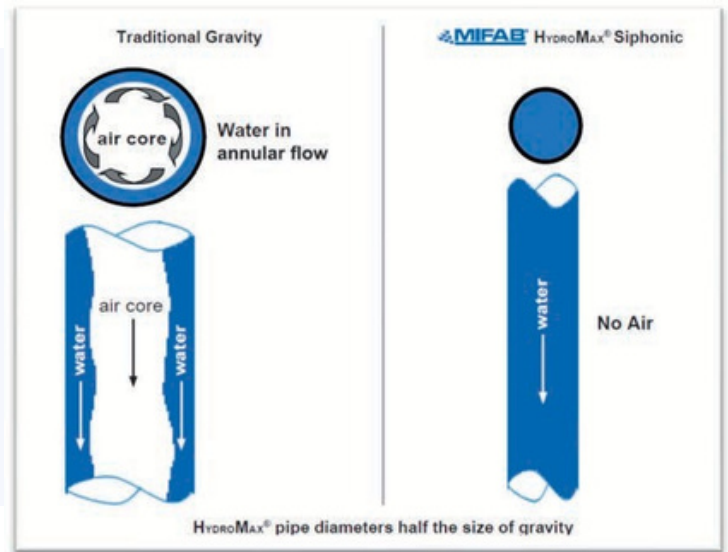 Traditional Gravity
air core
Water in
annular flow
air core
water
water
MIFAB® HYDROMAX® Siphonic
water
No Air
HYDROMAX® pipe diameters half the size of gravity